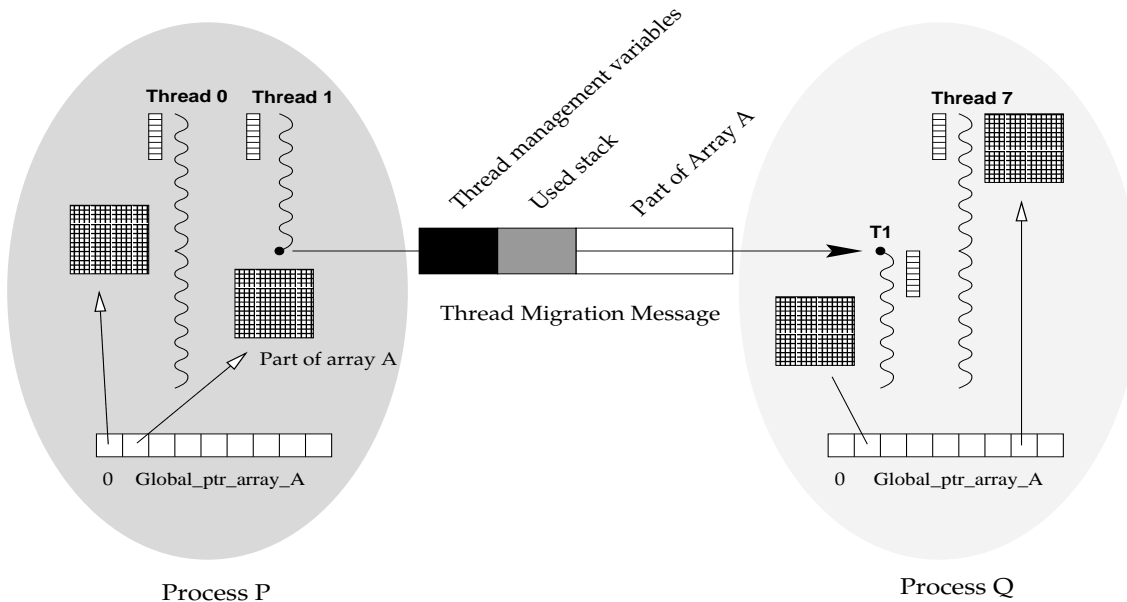 Thread management variables
Used stack
Part of Array A
Thread 0
Thread 1
Thread 7
T1
Thread Migration Message
Part of array A
0
Global_ptr_array_A
0
Global_ptr_array_A
Process P
Process Q